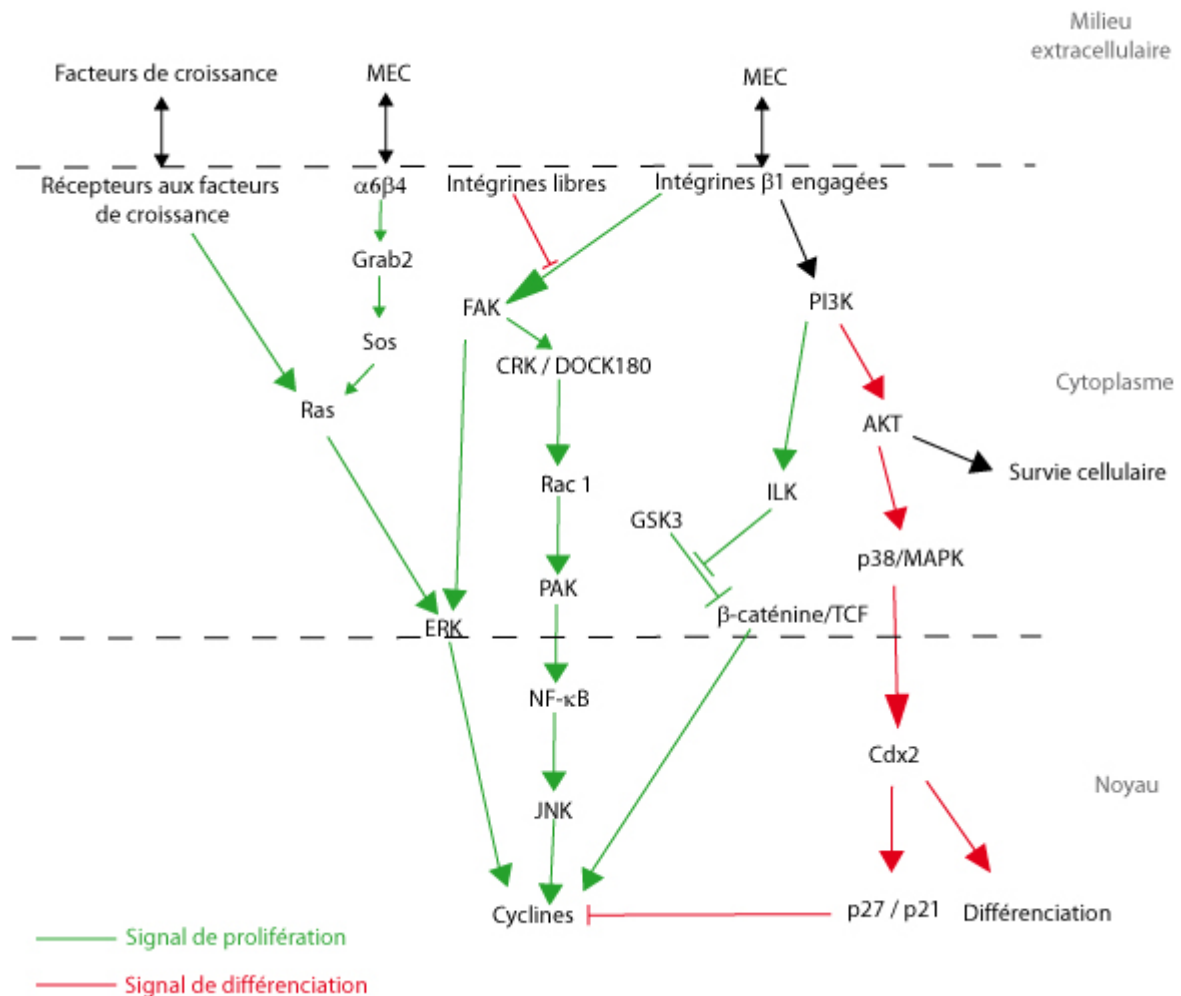 Milieu
extracellulaire
Facteurs de croissance
MEC
MEC
Récepteurs aux facteurs
de croissance
α6β4
Intégrines libres
Intégrines β1 engagées
Grab2
FAK
PI3K
Sos
CRK / DOCK180
Cytoplasme
Ras
AKT
Survie cellulaire
Rac 1
ILK
GSK3
p38/MAPK
PAK
β-caténine/TCF
ERK
NF-κB
Cdx2
Noyau
JNK
Cyclines
p27 / p21
Différenciation
Signal de prolifération
Signal de différenciation